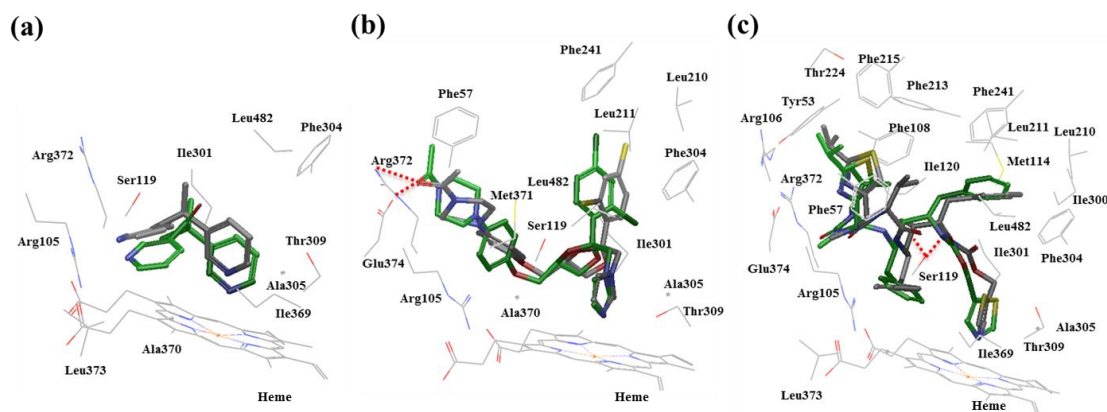 (a)
Leu482
Phe304
Arg372
Ile301
Ser119
Arg105
Thr309
Ala305
Ile369
Ala370
Leu373
Heme
(b)
Phe241
Leu210
Phe57
Leu211
Arg372
Phe304
Leu482
Met371
Ser119
Ile301
Glu374
Arg105
Ala305
Ala370
Thr309
Heme
(c)
Phe215
Thr224
Phe213
Phe241
Tyr53
Arg106
Leu211
Leu210
Phe108
Met114
Ile120
Arg372
Ile300
Phe57
Leu482
Ile301
Phe304
Glu374
Ser119
Arg105
Ala305
Thr309
Ile369
Leu373
Heme